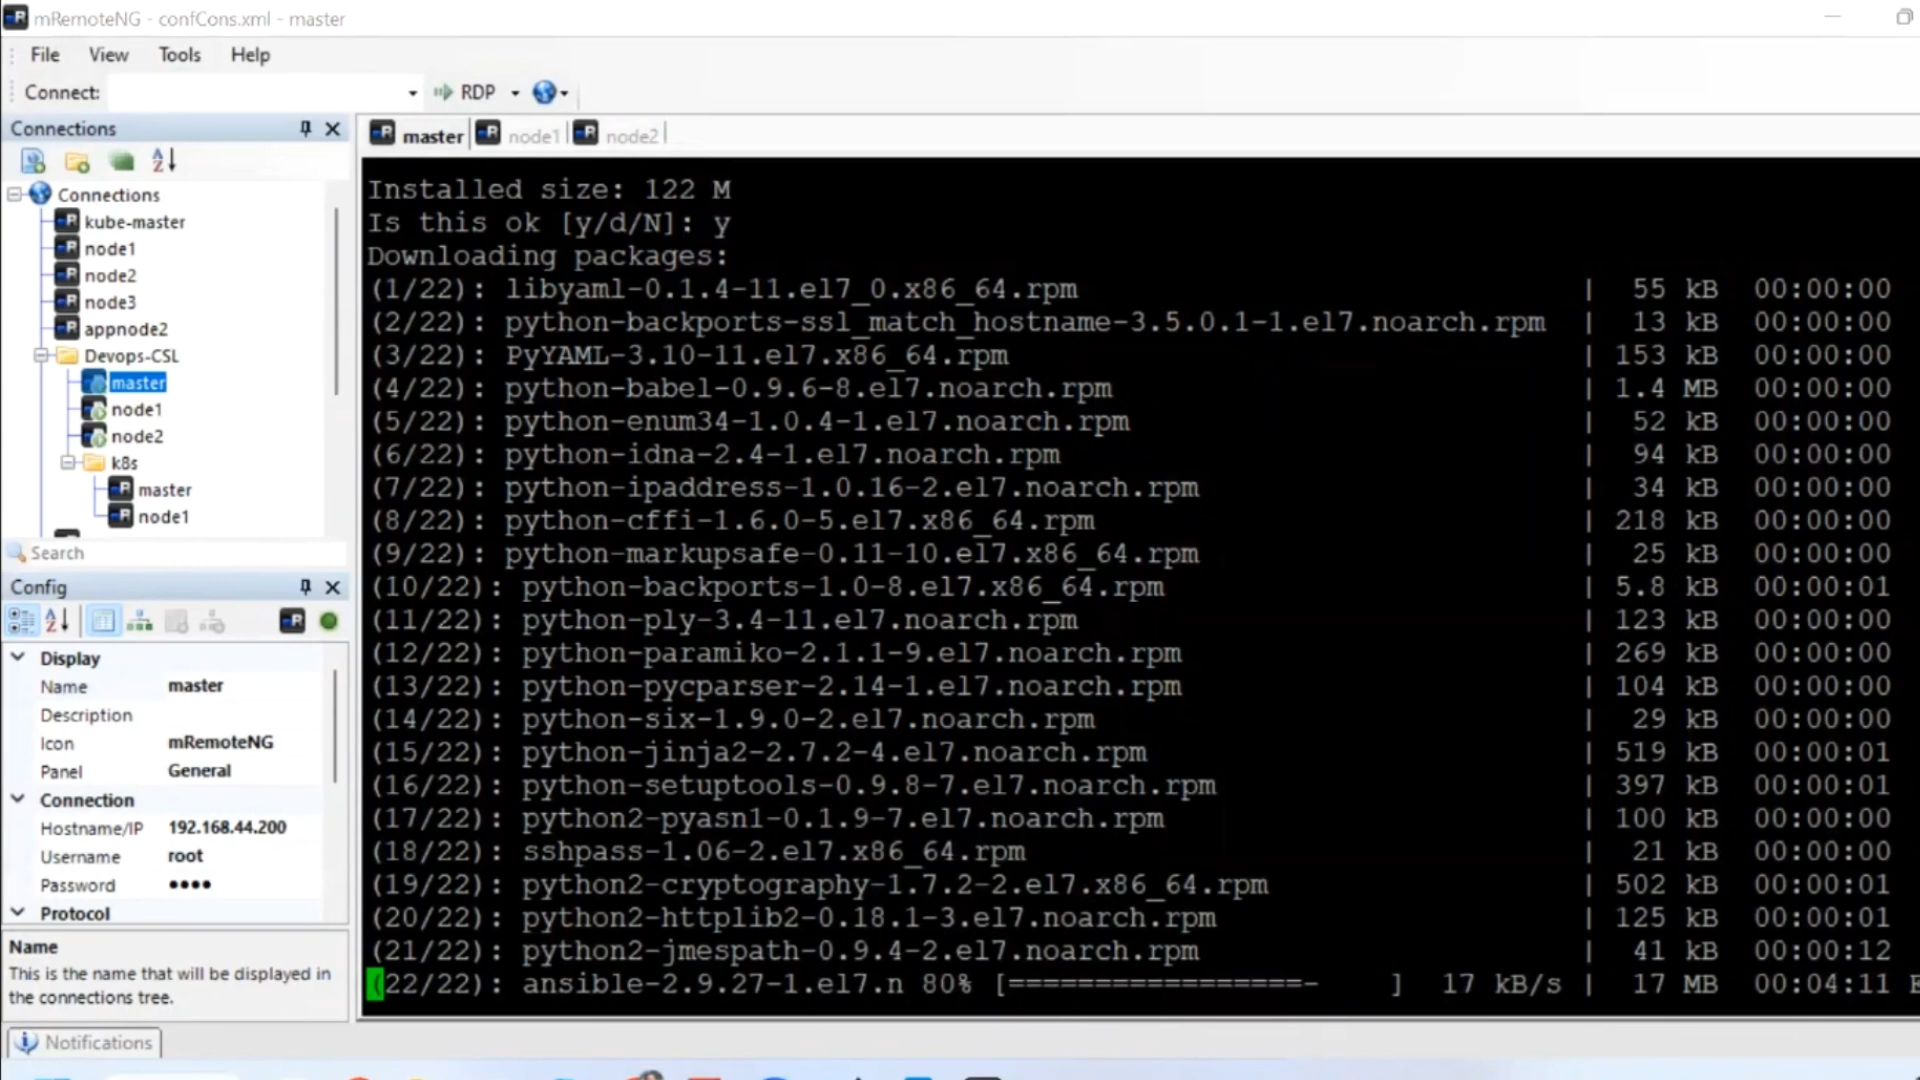 mRemoteNG - confCons.xml - master
File View Tools Help
Connect: RDP
Connections
Connections
kube-master
node1
node2
node3
appnode2
Devops-CSL
master
node1
node2
k8s
master
node1
Search
Config
Display
Name master
Description
Icon mRemoteNG
Panel General
Connection
Hostname/IP 192.168.44.200
Username root
Password ●●●●
Protocol
Name
This is the name that will be displayed in
the connections tree.
Notifications
master node1 node2
Installed size: 122 M
Is this ok [y/d/N]: y
Downloading packages:
(1/22): libyaml-0.1.4-11.el7_0.x86_64.rpm | 55 kB 00:00:00
(2/22): python-backports-ssl_match_hostname-3.5.0.1-1.el7.noarch.rpm | 13 kB 00:00:00
(3/22): PyYAML-3.10-11.el7.x86_64.rpm | 153 kB 00:00:00
(4/22): python-babel-0.9.6-8.el7.noarch.rpm | 1.4 MB 00:00:00
(5/22): python-enum34-1.0.4-1.el7.noarch.rpm | 52 kB 00:00:00
(6/22): python-idna-2.4-1.el7.noarch.rpm | 94 kB 00:00:00
(7/22): python-ipaddress-1.0.16-2.el7.noarch.rpm | 34 kB 00:00:00
(8/22): python-cffi-1.6.0-5.el7.x86_64.rpm | 218 kB 00:00:00
(9/22): python-markupsafe-0.11-10.el7.x86_64.rpm | 25 kB 00:00:00
(10/22): python-backports-1.0-8.el7.x86_64.rpm | 5.8 kB 00:00:01
(11/22): python-ply-3.4-11.el7.noarch.rpm | 123 kB 00:00:00
(12/22): python-paramiko-2.1.1-9.el7.noarch.rpm | 269 kB 00:00:00
(13/22): python-pycparser-2.14-1.el7.noarch.rpm | 104 kB 00:00:00
(14/22): python-six-1.9.0-2.el7.noarch.rpm | 29 kB 00:00:00
(15/22): python-jinja2-2.7.2-4.el7.noarch.rpm | 519 kB 00:00:01
(16/22): python-setuptools-0.9.8-7.el7.noarch.rpm | 397 kB 00:00:01
(17/22): python2-pyasn1-0.1.9-7.el7.noarch.rpm | 100 kB 00:00:00
(18/22): sshpass-1.06-2.el7.x86_64.rpm | 21 kB 00:00:00
(19/22): python2-cryptography-1.7.2-2.el7.x86_64.rpm | 502 kB 00:00:01
(20/22): python2-httplib2-0.18.1-3.el7.noarch.rpm | 125 kB 00:00:01
(21/22): python2-jmespath-0.9.4-2.el7.noarch.rpm | 41 kB 00:00:12
(22/22): ansible-2.9.27-1.el7.n 80% [=================- ] 17 kB/s | 17 MB 00:04:11 E